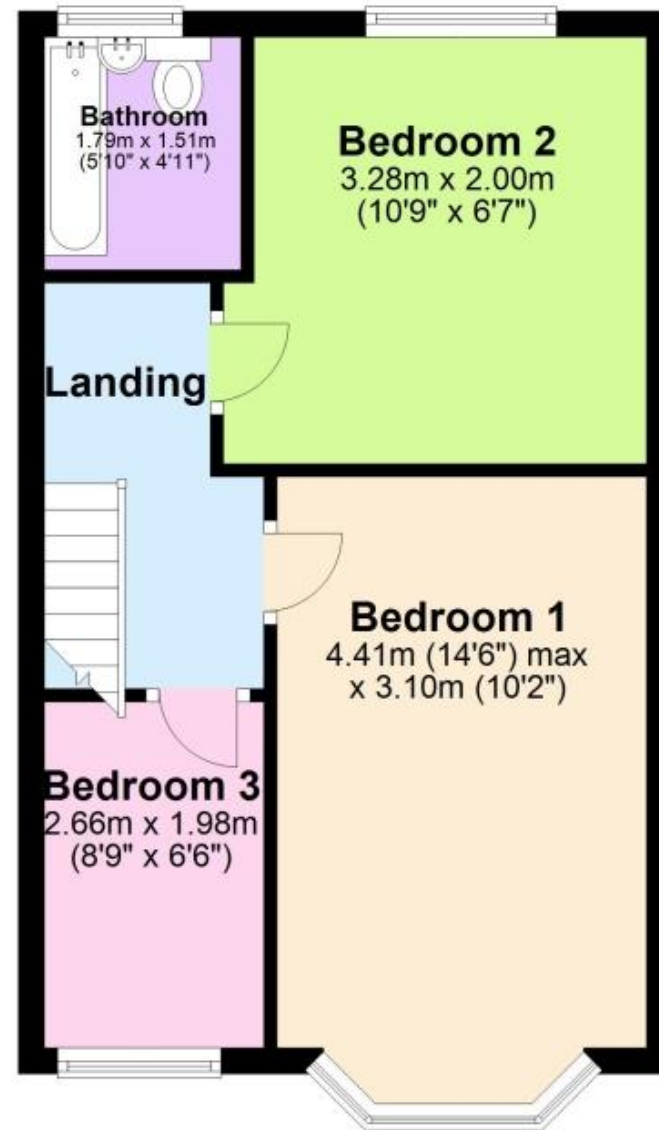 Bathroom
1.79m x 1.51m
(5'10" x 4'11")
Bedroom 2
3.28m x 2.00m
(10'9" x 6'7")
Landing
Bedroom 1
4.41m (14'6") max
x 3.10m (10'2")
Bedroom 3
2.66m x 1.98m
(8'9" x 6'6")